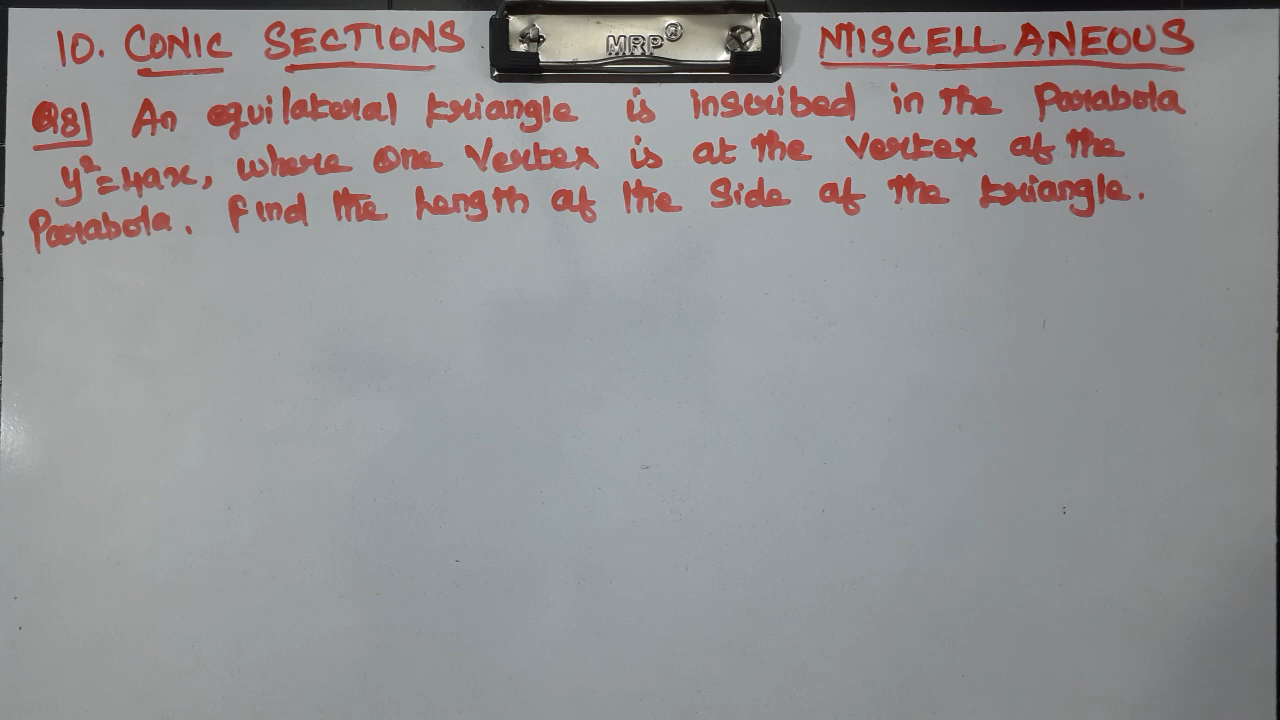 10. CONIC SECTIONS MRP® MISCELLANEOUS
Q8] An equilateral triangle is inscribed in the Parabola
y²=4ax, where one Vertex is at the Vertex of the
Parabola. Find the Length of the Side of the triangle.